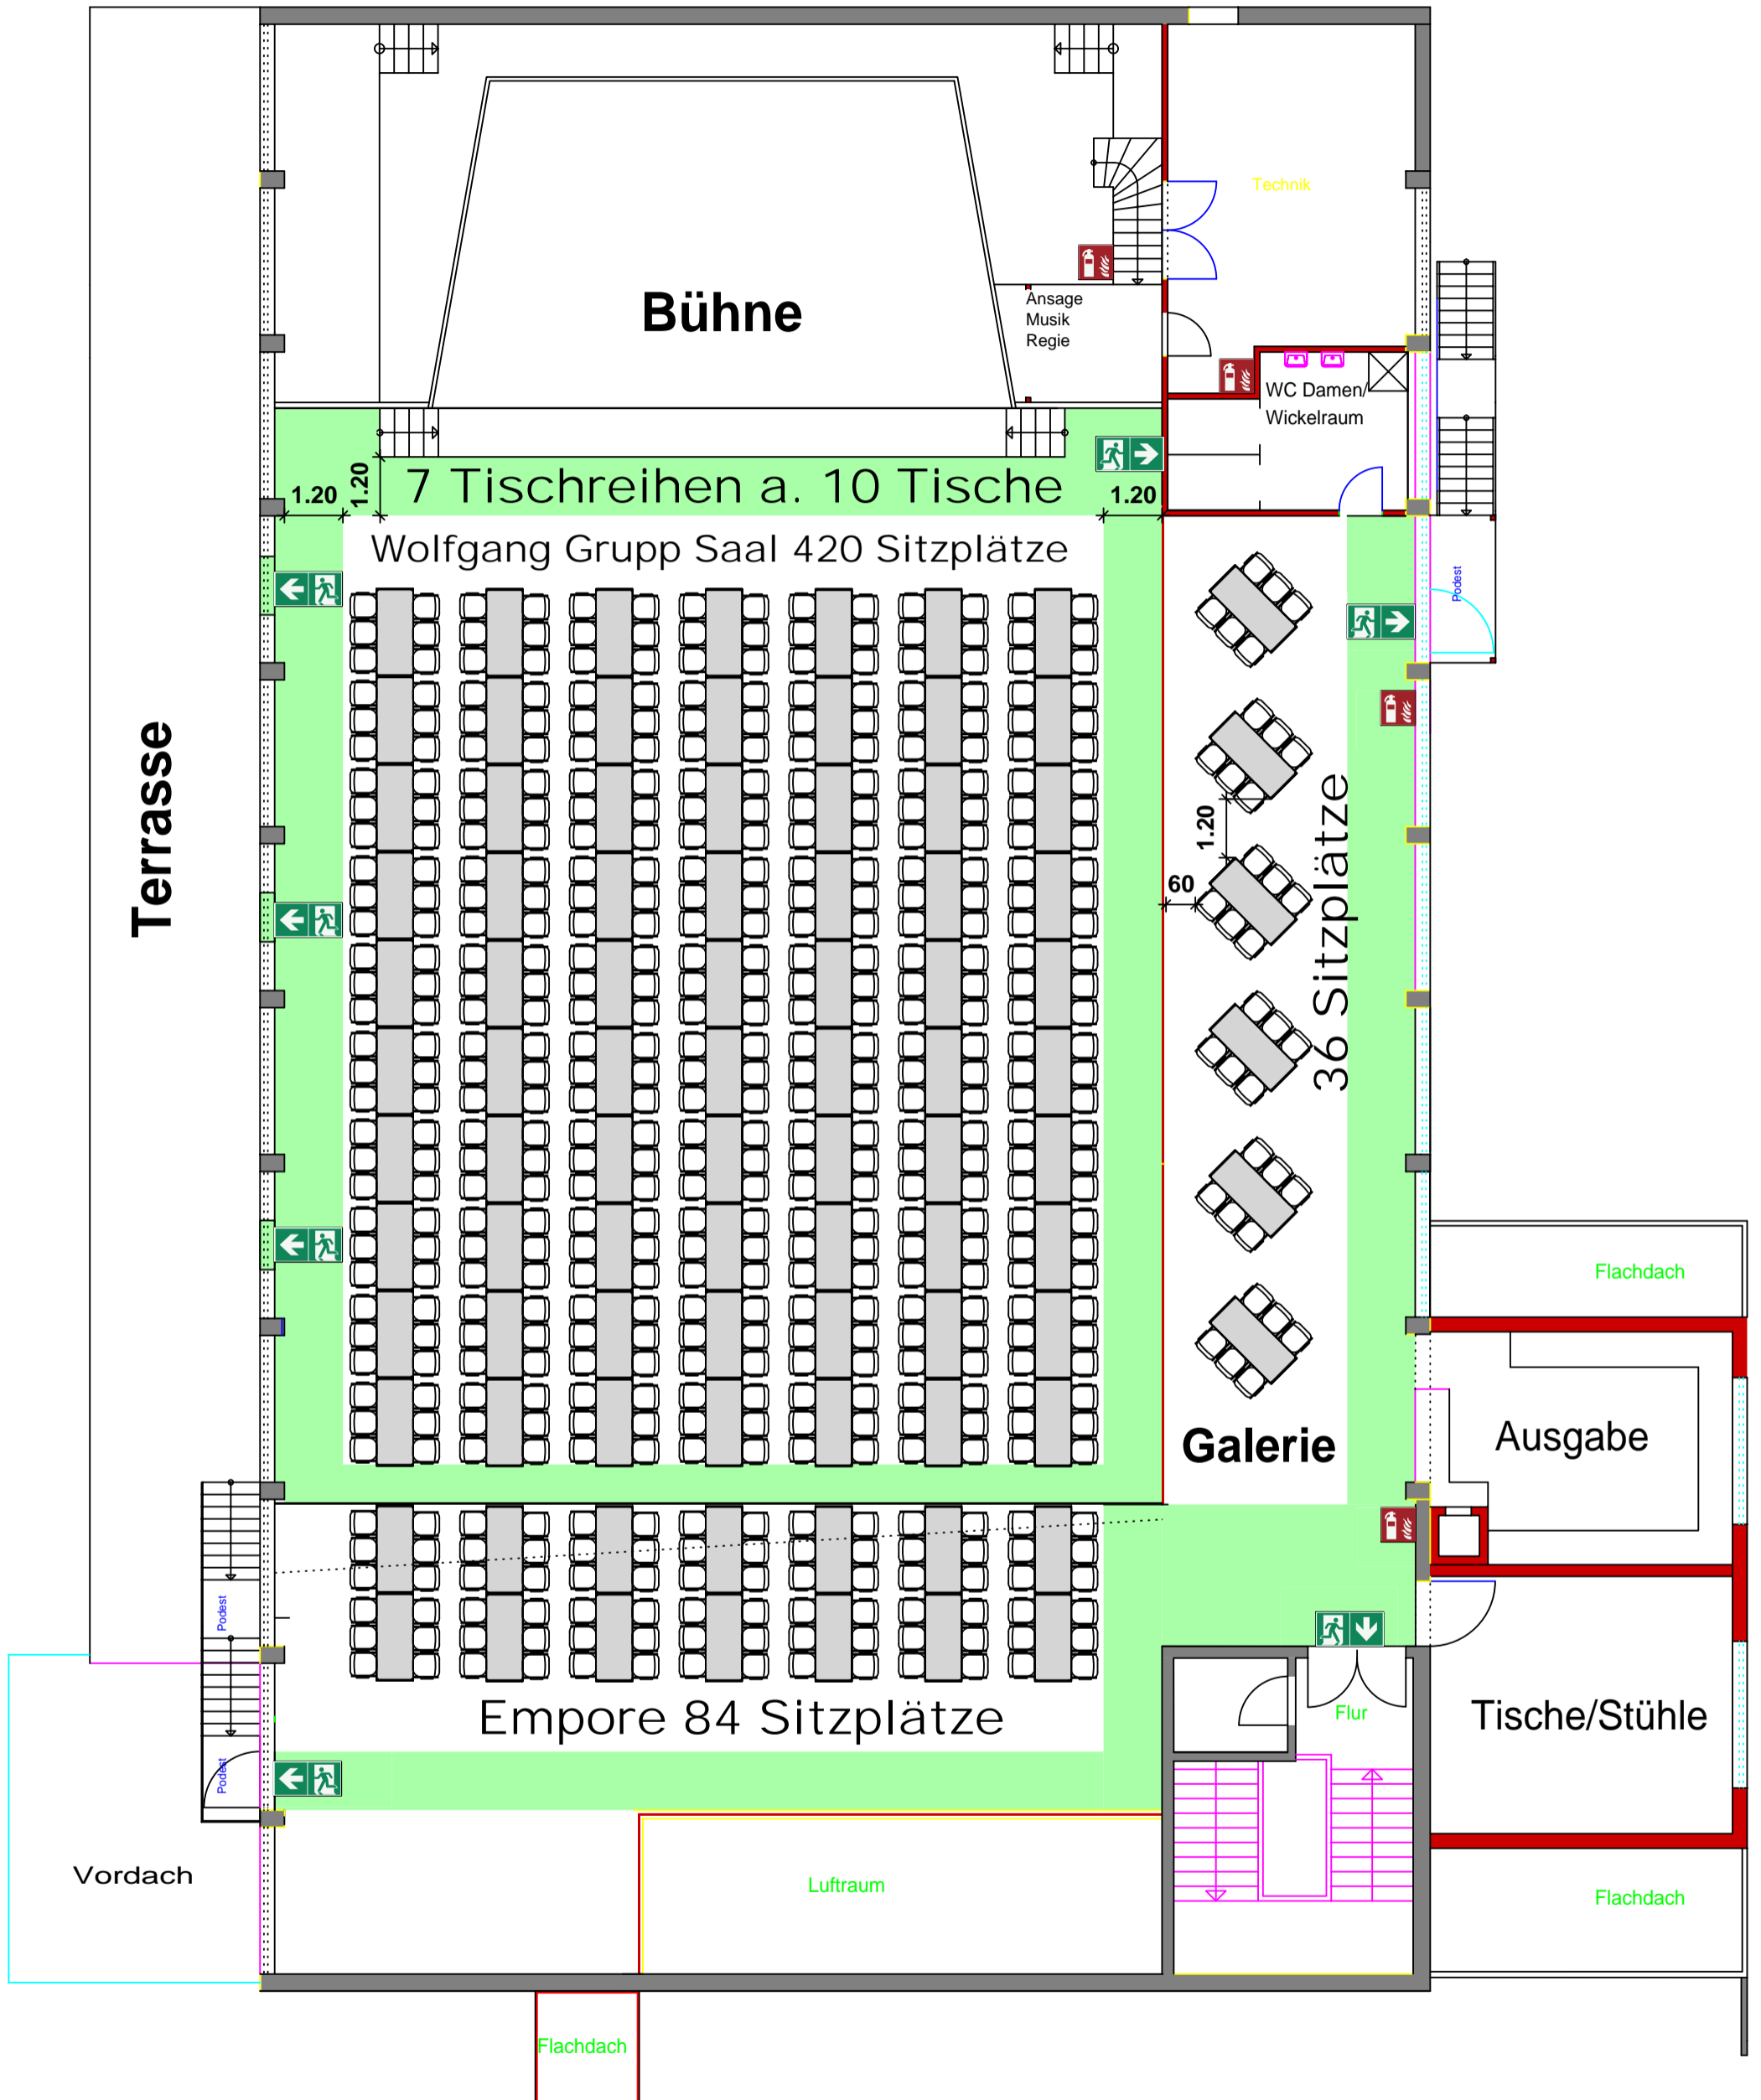 Technik
Bühne
Ansage
Musik
Regie
WC Damen/
Wickelraum
1.20
1.20
7 Tischreihen a. 10 Tische
1.20
Wolfgang Grupp Saal 420 Sitzplätze
Podest
Terrasse
1.20
60
36 Sitzplätze
Flachdach
Galerie
Ausgabe
Podest
Empore 84 Sitzplätze
Flur
Tische/Stühle
Podest
Vordach
Luftraum
Flachdach
Flachdach